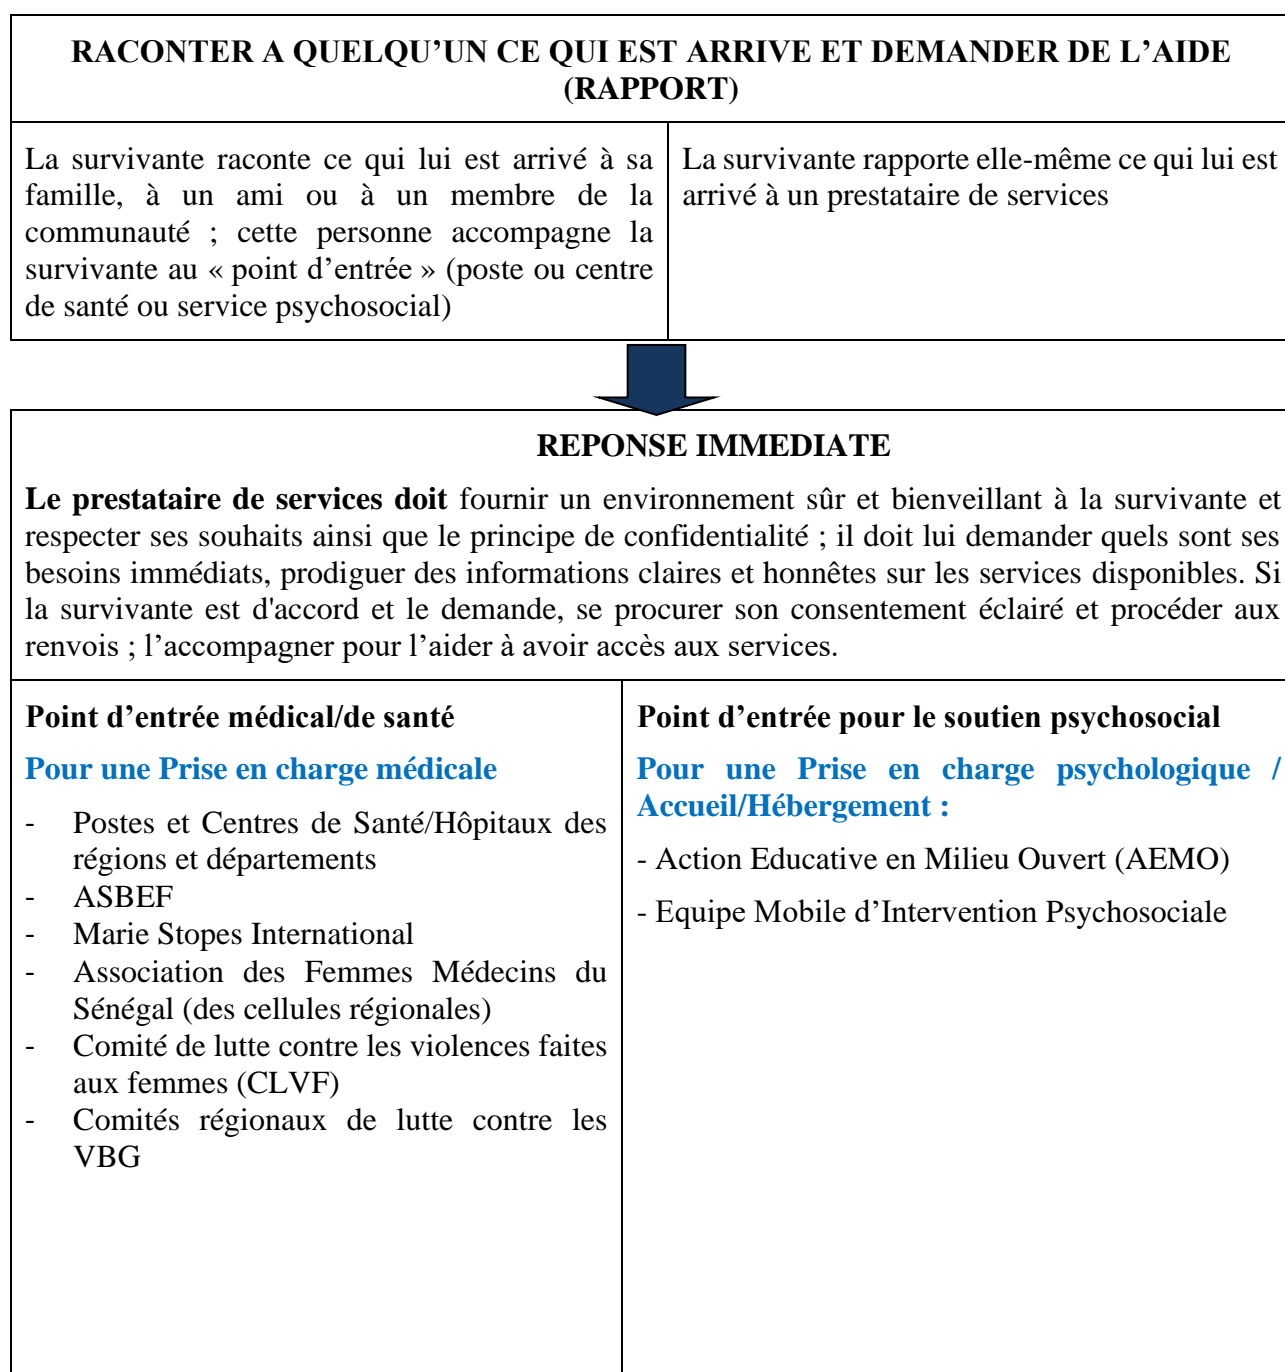 RACONTER A QUELQU’UN CE QUI EST ARRIVE ET DEMANDER DE L’AIDE
(RAPPORT)
La survivante raconte ce qui lui est arrivé à sa
famille, à un ami ou à un membre de la
communauté ; cette personne accompagne la
survivante au « point d’entrée » (poste ou centre
de santé ou service psychosocial)
La survivante rapporte elle-même ce qui lui est
arrivé à un prestataire de services
REPONSE IMMEDIATE
Le prestataire de services doit fournir un environnement sûr et bienveillant à la survivante et
respecter ses souhaits ainsi que le principe de confidentialité ; il doit lui demander quels sont ses
besoins immédiats, prodiguer des informations claires et honnêtes sur les services disponibles. Si
la survivante est d'accord et le demande, se procurer son consentement éclairé et procéder aux
renvois ; l’accompagner pour l’aider à avoir accès aux services.
Point d’entrée médical/de santé
Pour une Prise en charge médicale
- Postes et Centres de Santé/Hôpitaux des
régions et départements
- ASBEF
- Marie Stopes International
- Association des Femmes Médecins du
Sénégal (des cellules régionales)
- Comité de lutte contre les violences faites
aux femmes (CLVF)
- Comités régionaux de lutte contre les
VBG
Point d’entrée pour le soutien psychosocial
Pour une Prise en charge psychologique /
Accueil/Hébergement :
- Action Educative en Milieu Ouvert (AEMO)
- Equipe Mobile d’Intervention Psychosociale